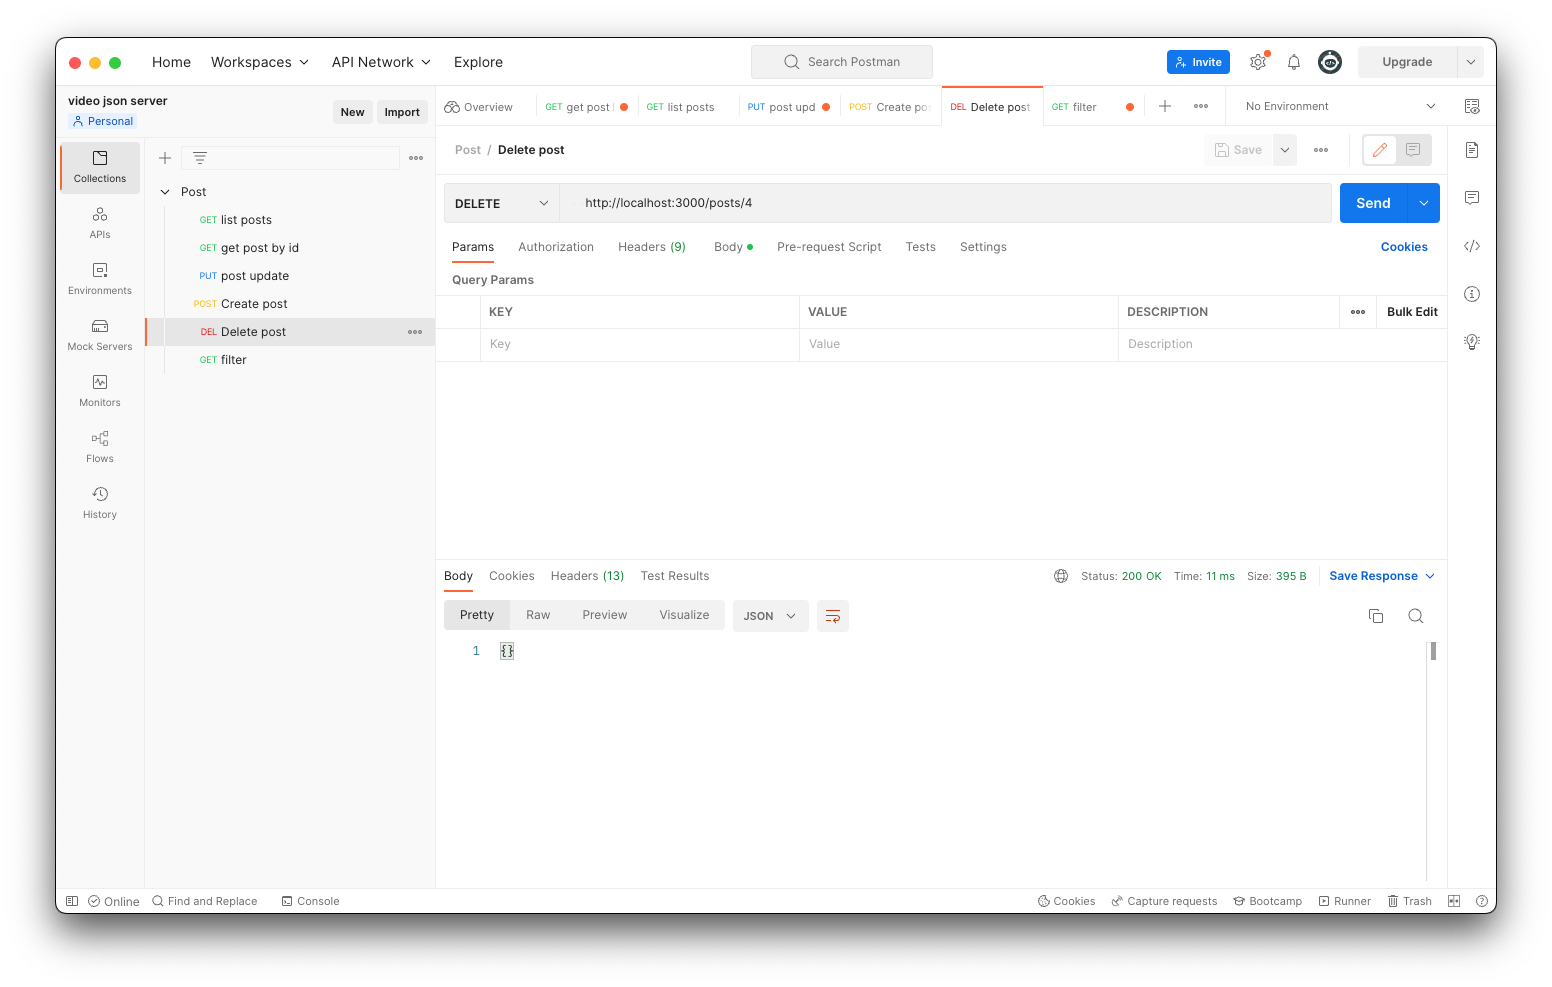 Home Workspaces API Network Explore Search Postman Invite Upgrade
video json server
Personal
New Import
Overview GET get post DEL Delete post GET list posts PUT post upd POST Create pos GET filter No Environment
Collections
APIs
Environments
Mock Servers
Monitors
Flows
History
Post
GET list posts
GET get post by id
PUT post update
POST Create post
DEL Delete post
GET filter
Post / Delete post Save
DELETE http://localhost:3000/posts/4 Send
Params Authorization Headers (9) Body Pre-request Script Tests Settings Cookies
Query Params
KEY VALUE DESCRIPTION Bulk Edit
Key Value Description
Body Cookies Headers (13) Test Results Status: 200 OK Time: 11 ms Size: 395 B Save Response
Pretty Raw Preview Visualize JSON
1 {}
Online Find and Replace Console Cookies Capture requests Bootcamp Runner Trash